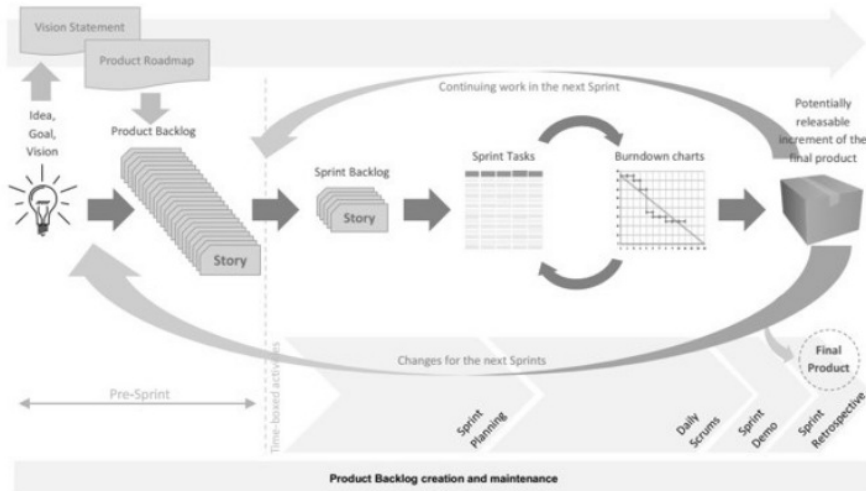 Vision Statement
Product Roadmap
Continuing work in the next Sprint
Potentially
releasable
increment of the
final product
Idea,
Goal,
Vision
Product Backlog
Sprint Backlog
Sprint Tasks
Burndown charts
Story
Story
Changes for the next Sprints
Final
Product
Pre-Sprint
Time-boxed activities
Sprint
Planning
Daily
Scrums
Sprint
Demo
Sprint
Retrospective
Product Backlog creation and maintenance